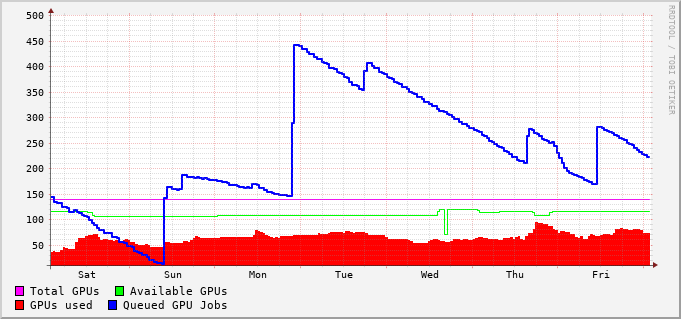 500
450
400
350
300
250
200
150
100
50
Sat Sun Mon Tue Wed Thu Fri
Total GPUs Available GPUs
GPUs used Queued GPU Jobs
RRDTOOL / TOBI OETIKER